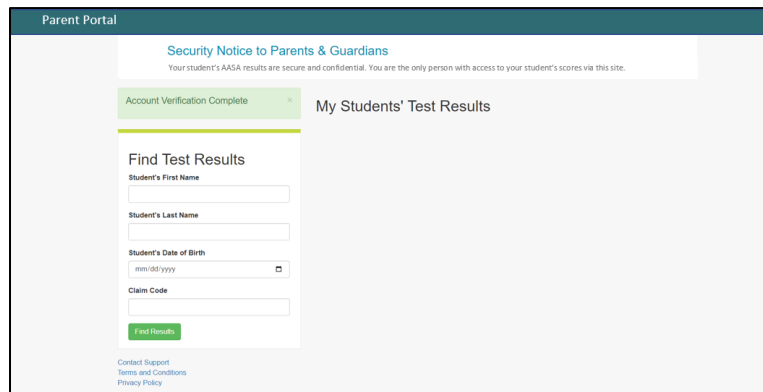 Parent Portal
Security Notice to Parents & Guardians
Your student's AASA results are secure and confidential. You are the only person with access to your student's scores via this site.
Account Verification Complete ×
My Students' Test Results
Find Test Results
Student's First Name
Student's Last Name
Student's Date of Birth
mm/dd/yyyy
Claim Code
Find Results
Contact Support
Terms and Conditions
Privacy Policy